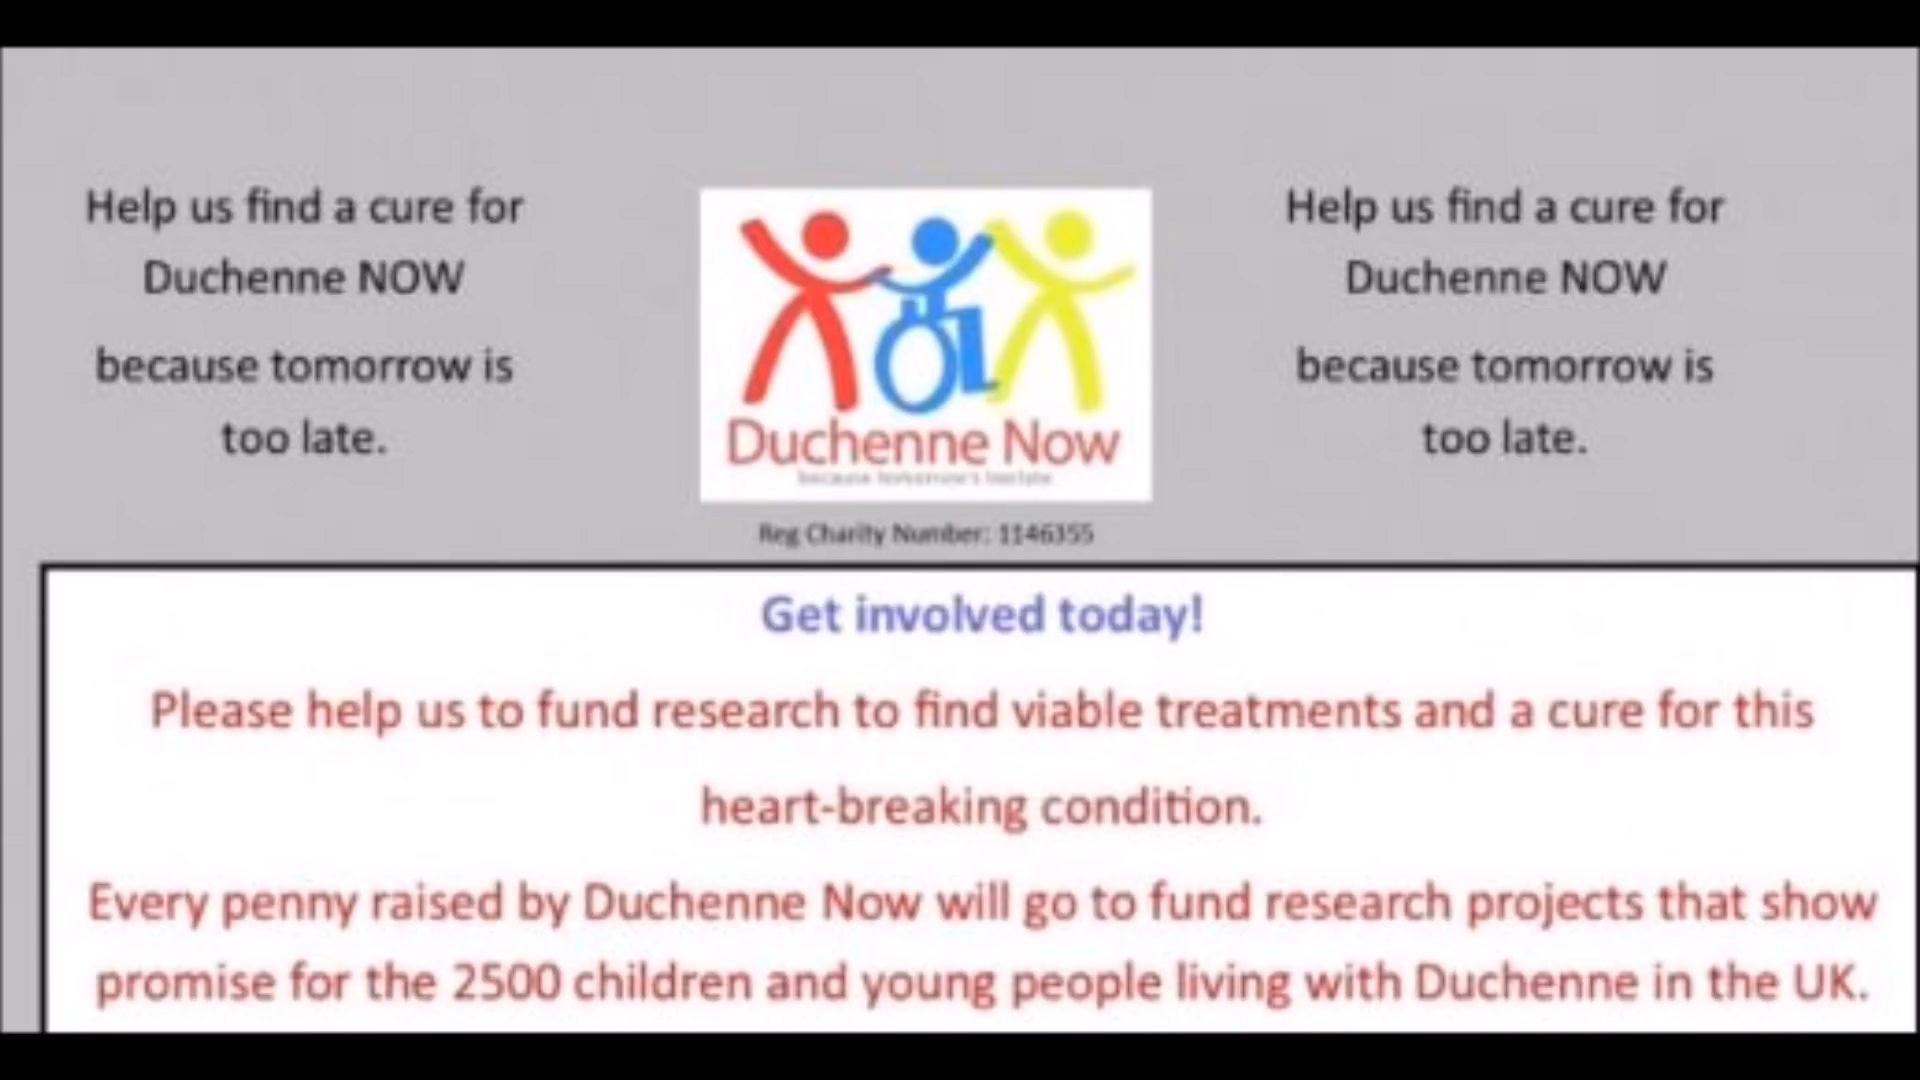 Help us find a cure for
Duchenne NOW
because tomorrow is
too late.
Duchenne Now
because tomorrow's too late
Reg Charity Number: 1146355
Help us find a cure for
Duchenne NOW
because tomorrow is
too late.
Get involved today!
Please help us to fund research to find viable treatments and a cure for this
heart-breaking condition.
Every penny raised by Duchenne Now will go to fund research projects that show
promise for the 2500 children and young people living with Duchenne in the UK.